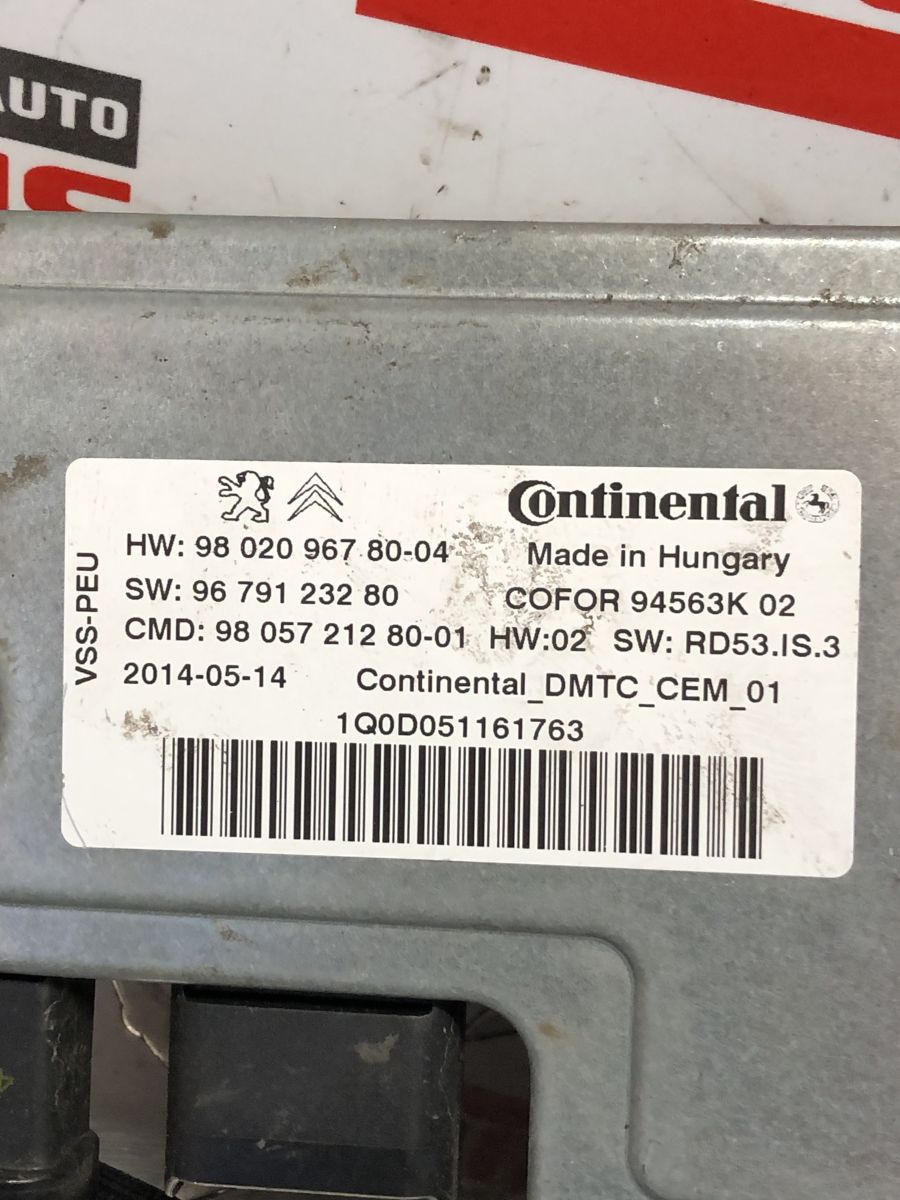 AUTO
Continental
HW: 98 020 967 80-04
Made in Hungary
SW: 96 791 232 80
COFOR 94563K 02
CMD: 98 057 212 80-01 HW:02 SW: RD53.IS.3
2014-05-14 Continental_DMTC_CEM_01
1Q0D051161763
VSS-PEU